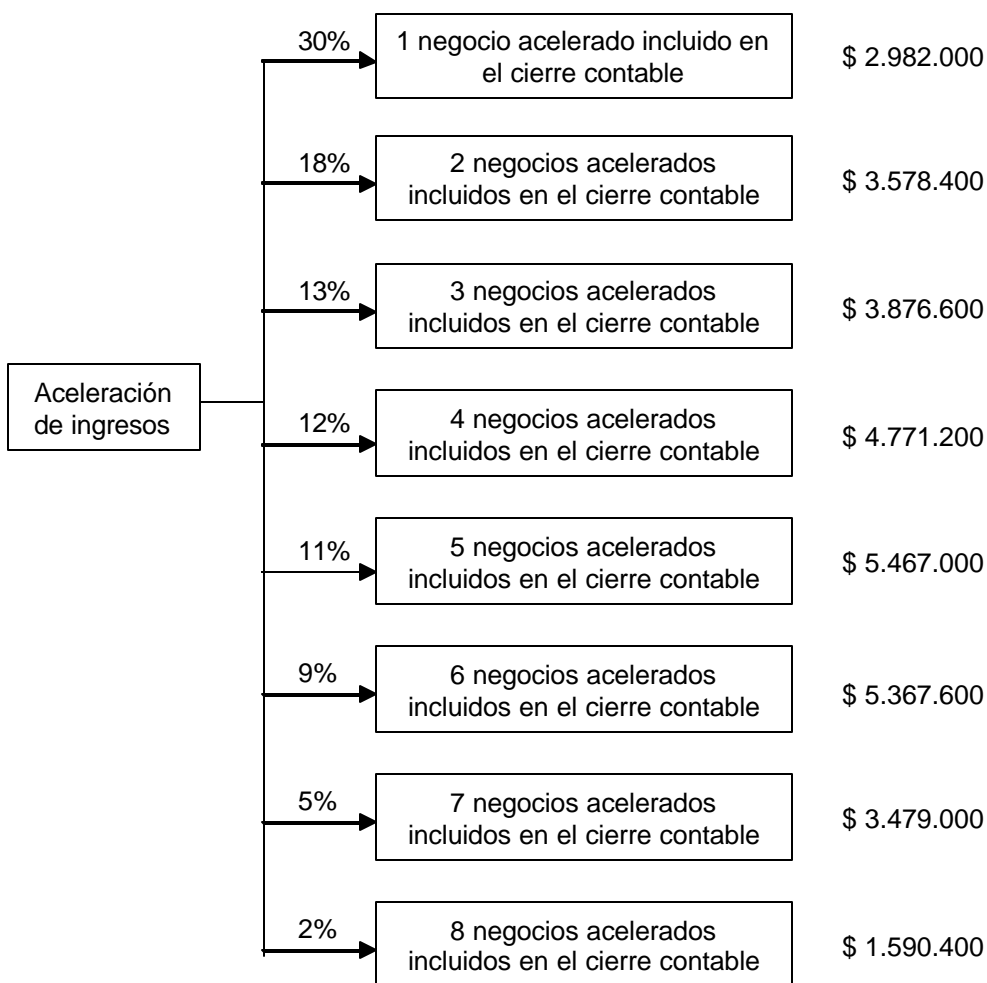 30%
1 negocio acelerado incluido en
el cierre contable
$ 2.982.000
18%
2 negocios acelerados
incluidos en el cierre contable
$ 3.578.400
13%
3 negocios acelerados
incluidos en el cierre contable
$ 3.876.600
Aceleración
de ingresos
12%
4 negocios acelerados
incluidos en el cierre contable
$ 4.771.200
11%
5 negocios acelerados
incluidos en el cierre contable
$ 5.467.000
9%
6 negocios acelerados
incluidos en el cierre contable
$ 5.367.600
5%
7 negocios acelerados
incluidos en el cierre contable
$ 3.479.000
2%
8 negocios acelerados
incluidos en el cierre contable
$ 1.590.400